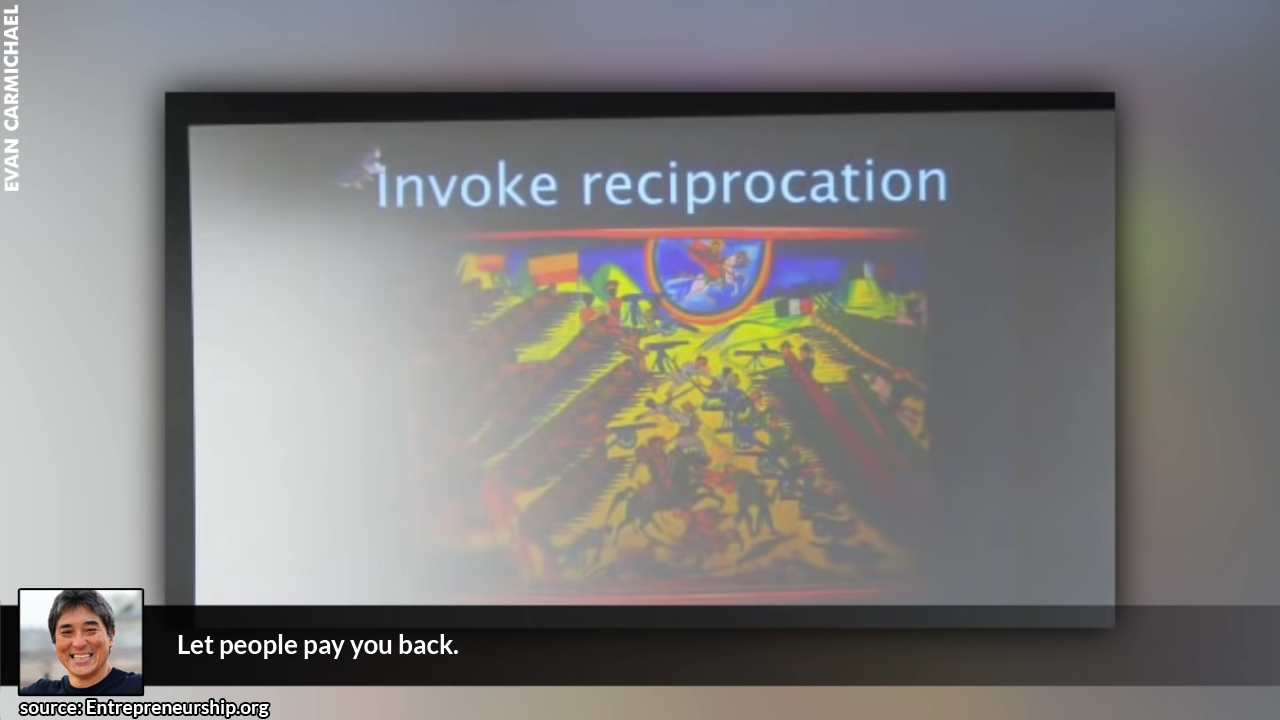 EVAN CARMICHAEL
Invoke reciprocation
Let people pay you back.
source: Entrepreneurship.org